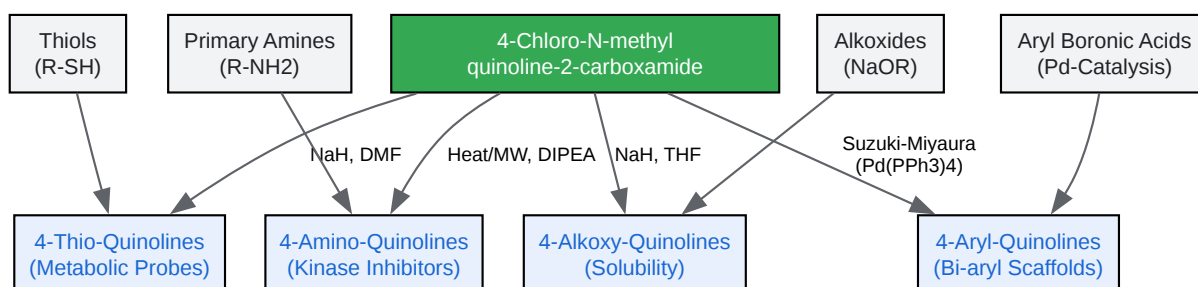 Thiols
(R-SH)
Primary Amines
(R-NH2)
4-Chloro-N-methyl
quinoline-2-carboxamide
Alkoxides
(NaOR)
Aryl Boronic Acids
(Pd-Catalysis)
NaH, DMF
Heat/MW, DIPEA
NaH, THF
Suzuki-Miyaura
(Pd(PPh3)4)
4-Thio-Quinolines
(Metabolic Probes)
4-Amino-Quinolines
(Kinase Inhibitors)
4-Alkoxy-Quinolines
(Solubility)
4-Aryl-Quinolines
(Bi-aryl Scaffolds)